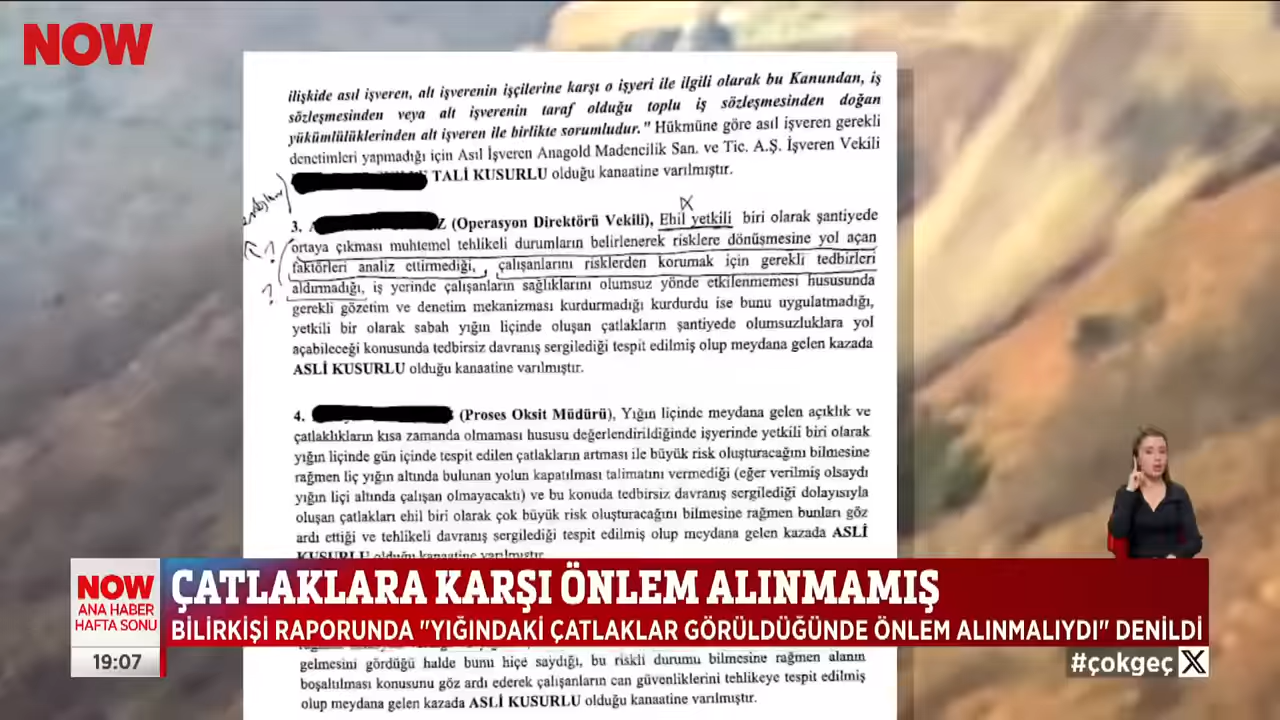 NOW
ilişkide asıl işveren, alt işverenin işçilerine karşı o işyeri ile ilgili olarak bu Kanundan, iş
sözleşmesinden veya alt işverenin taraf olduğu toplu iş sözleşmesinden doğan
yükümlülüklerinden alt işveren ile birlikte sorumludur." Hükmüne göre asıl işveren gerekli
denetimleri yapmadığı için Asıl İşveren Anagold Madencilik San. ve Tic. A.Ş. İşveren Vekili
TALİ KUSURLU olduğu kanaatine varılmıştır.
3. Z (Operasyon Direktörü Vekili), Ehil yetkili biri olarak şantiyede
ortaya çıkması muhtemel tehlikeli durumların belirlenerek risklere dönüşmesine yol açan
faktörleri analiz ettirmediği, çalışanlarını risklerden korumak için gerekli tedbirleri
aldırmadığı, iş yerinde çalışanların sağlıklarını olumsuz yönde etkilenmemesi hususunda
gerekli gözetim ve denetim mekanizması kurdurmadığı kurdurdu ise bunu uygulatmadığı,
yetkili bir olarak sabah yığın liçinde oluşan çatlakların şantiyede olumsuzluklara yol
açabileceği konusunda tedbirsiz davranış sergilediği tespit edilmiş olup meydana gelen kazada
ASLİ KUSURLU olduğu kanaatine varılmıştır.
4. (Proses Oksit Müdürü), Yığın liçinde meydana gelen açıklık ve
çatlaklıkların kısa zamanda olmaması hususu değerlendirildiğinde işyerinde yetkili biri olarak
yığın liçinde gün içinde tespit edilen çatlakların artması ile büyük risk oluşturacağını bilmesine
rağmen liç yığın altında bulunan yolun kapatılması talimatını vermediği (eğer verilmiş olsaydı
yığın liçi altında çalışan olmayacaktı) ve bu konuda tedbirsiz davranış sergilediği dolayısıyla
oluşan çatlakları ehil biri olarak çok büyük risk oluşturacağını bilmesine rağmen bunları göz
ardı ettiği ve tehlikeli davranış sergilediği tespit edilmiş olup meydana gelen kazada ASLİ
KUSURLU olduğu kanaatine varılmıştır.
NOW
ANA HABER
HAFTA SONU
19:07
ÇATLAKLARA KARŞI ÖNLEM ALINMAMIŞ
BİLİRKİŞİ RAPORUNDA "YIĞINDAKİ ÇATLAKLAR GÖRÜLDÜĞÜNDE ÖNLEM ALINMALIYDI" DENİLDİ
#çokgeç X
gelmesini gördüğü halde bunu hiçe saydığı, bu riskli durumu bilmesine rağmen alanın
boşaltılması konusunu göz ardı ederek çalışanların can güvenliklerini tehlikeye tespit edilmiş
olup meydana gelen kazada ASLİ KUSURLU olduğu kanaatine varılmıştır.